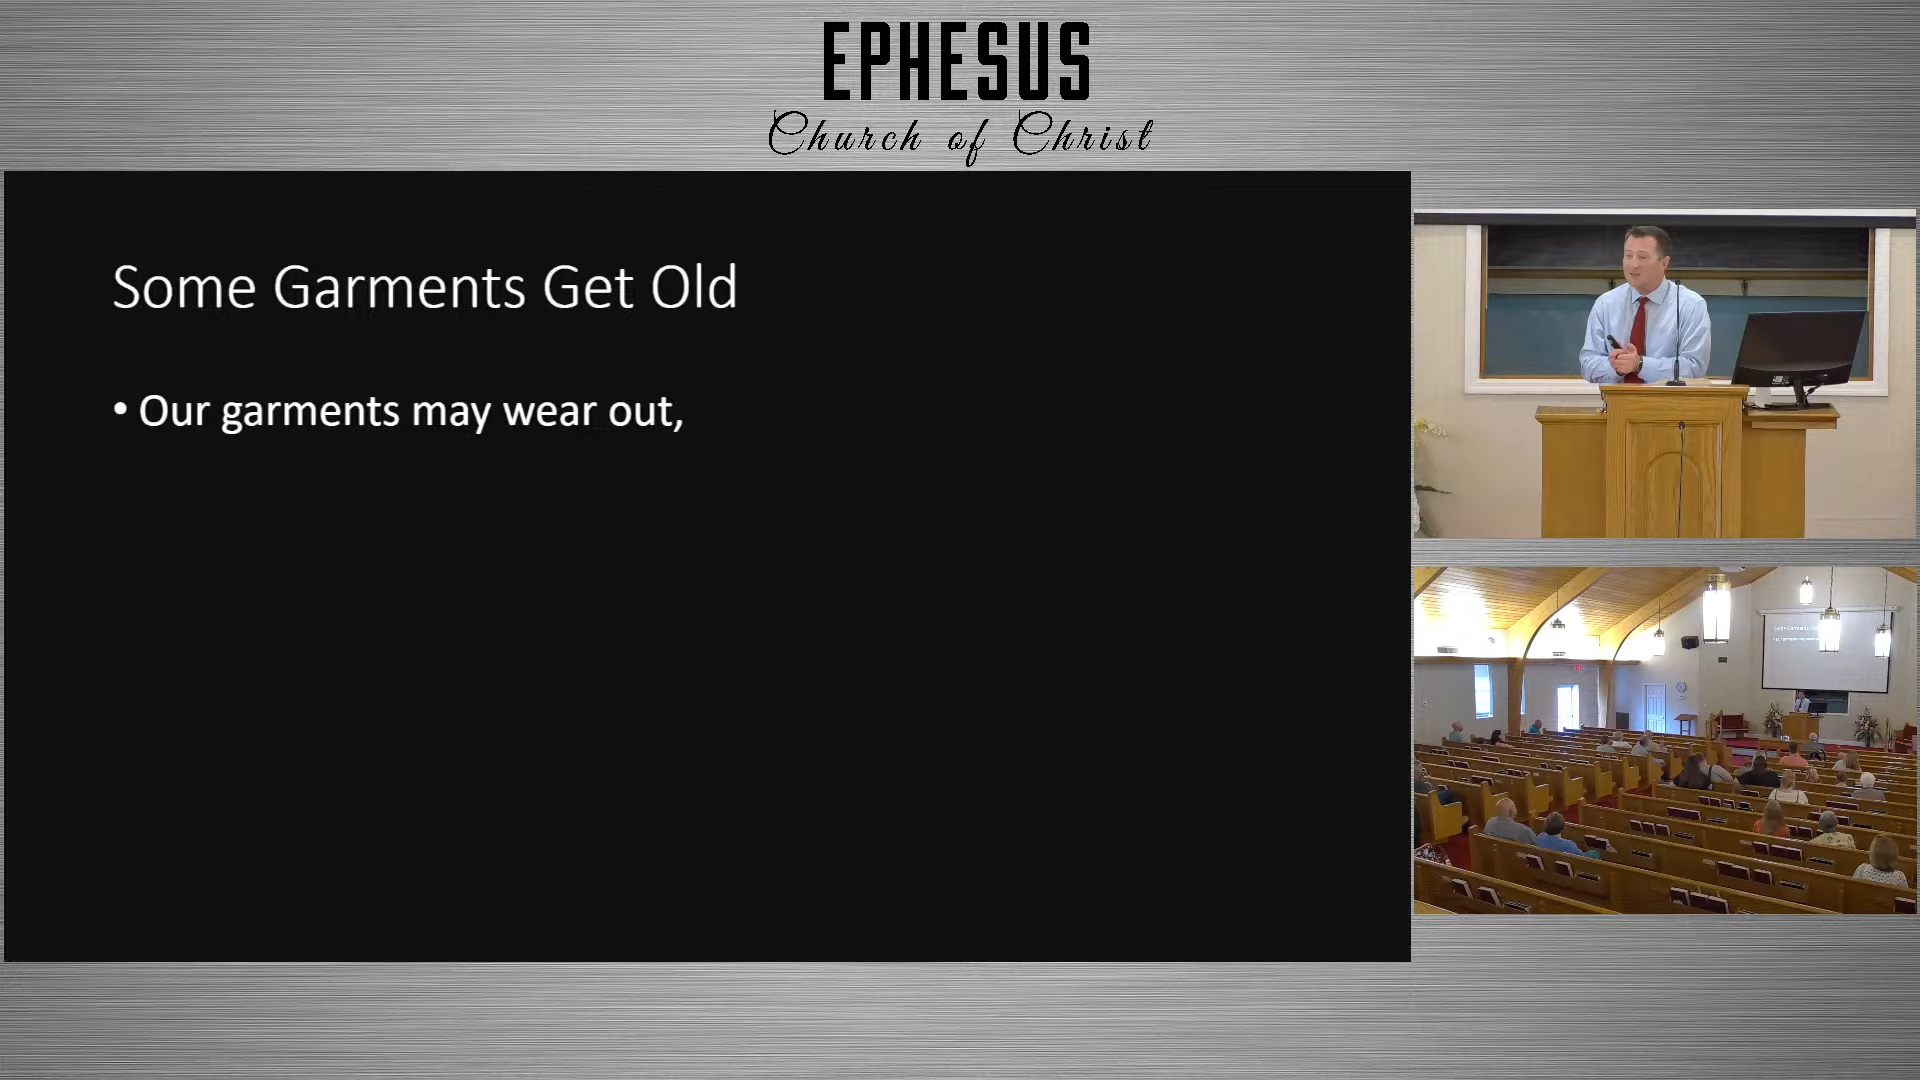 EPHESUS
Church of Christ
Some Garments Get Old
• Our garments may wear out,